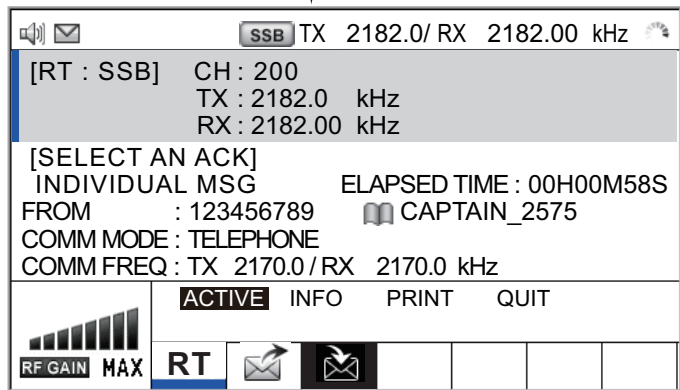 SSB TX 2182.0/ RX 2182.00 kHz
[RT : SSB] CH : 200
TX : 2182.0 kHz
RX : 2182.00 kHz
[SELECT AN ACK]
INDIVIDUAL MSG ELAPSED TIME : 00H00M58S
FROM : 123456789 CAPTAIN_2575
COMM MODE : TELEPHONE
COMM FREQ : TX 2170.0 / RX 2170.0 kHz
ACTIVE INFO PRINT QUIT
RF GAIN MAX RT